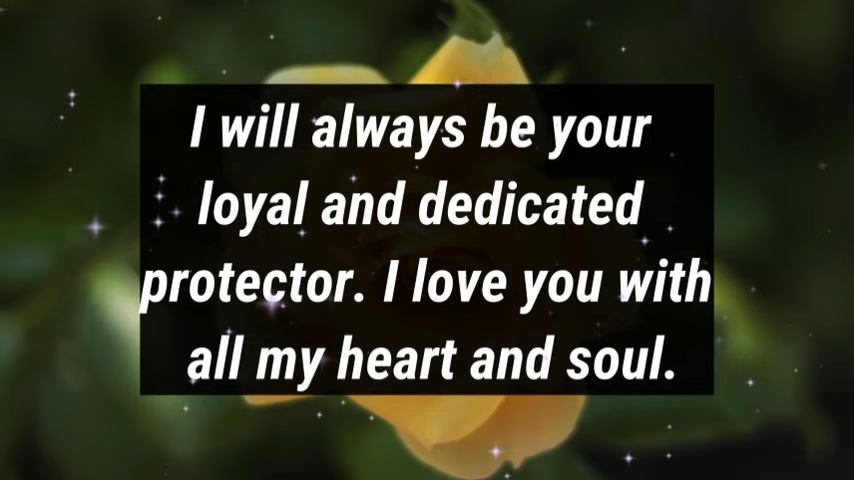 I will always be your
loyal and dedicated
protector. I love you with
all my heart and soul.